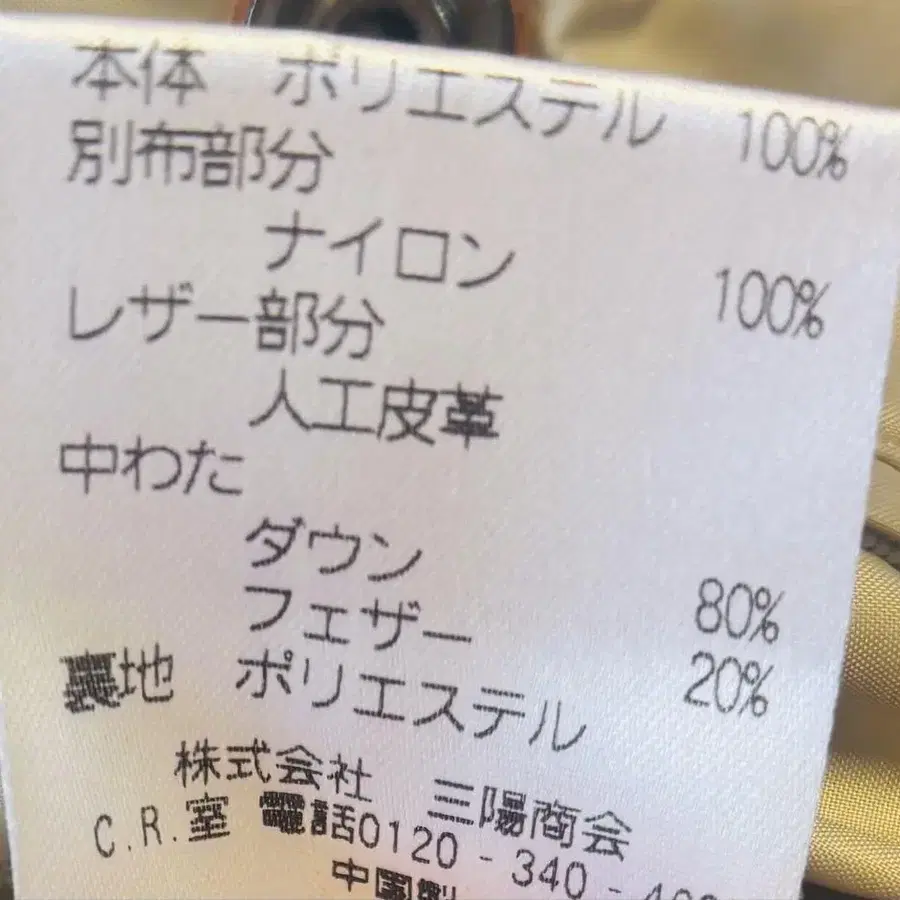 本体 ポリエステル 100%
別布部分
ナイロン 100%
レザー部分
人工皮革
中わた
ダウン 80%
フェザー 20%
裏地 ポリエステル
株式会社 三陽商会
C.R.室 電話0120-340-
中国製